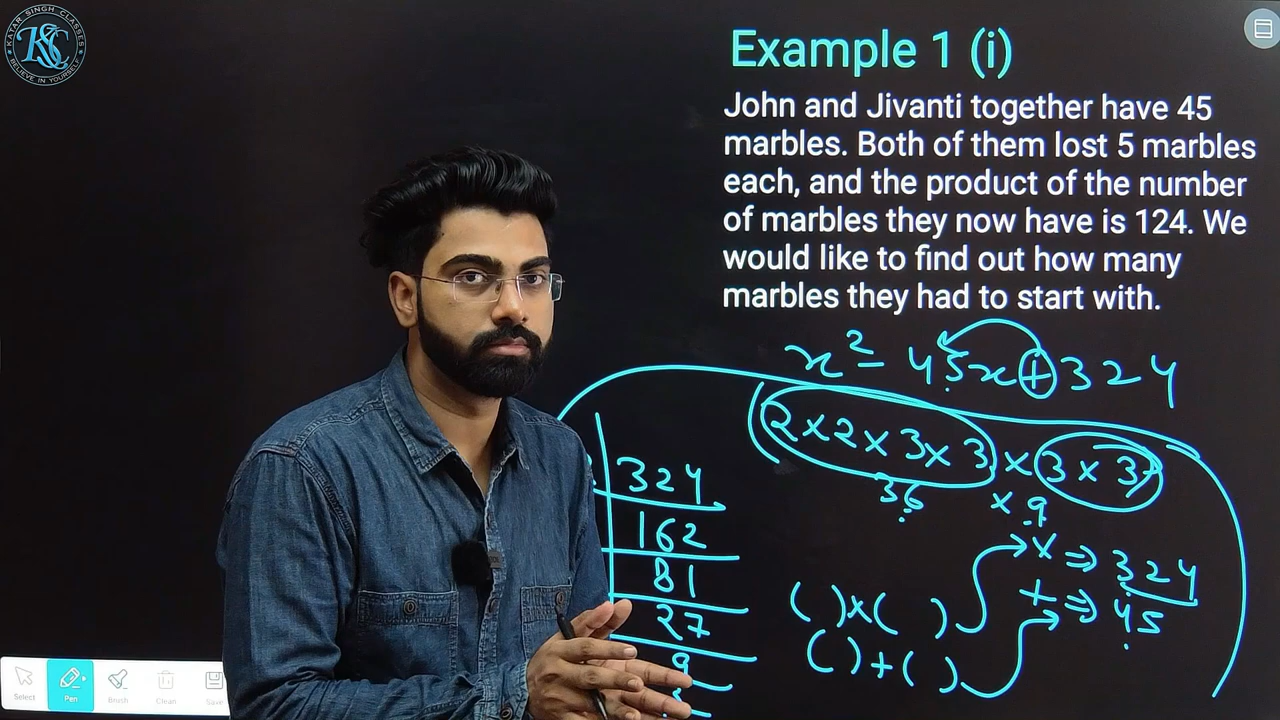 KATAR SINGH CLASSES
KSC
BELIEVE IN YOURSELF
Example 1 (i)
John and Jivanti together have 45
marbles. Both of them lost 5 marbles
each, and the product of the number
of marbles they now have is 124. We
would like to find out how many
marbles they had to start with.
x² - 45x + 324
(2 x 2 x 3 x 3) x (3 x 3)
36 x 9
324
162
81
27
9
x ⇒ 324
+ ⇒ 45
( ) x ( )
( ) + ( )
Select
Pen
Brush
Clean
Save